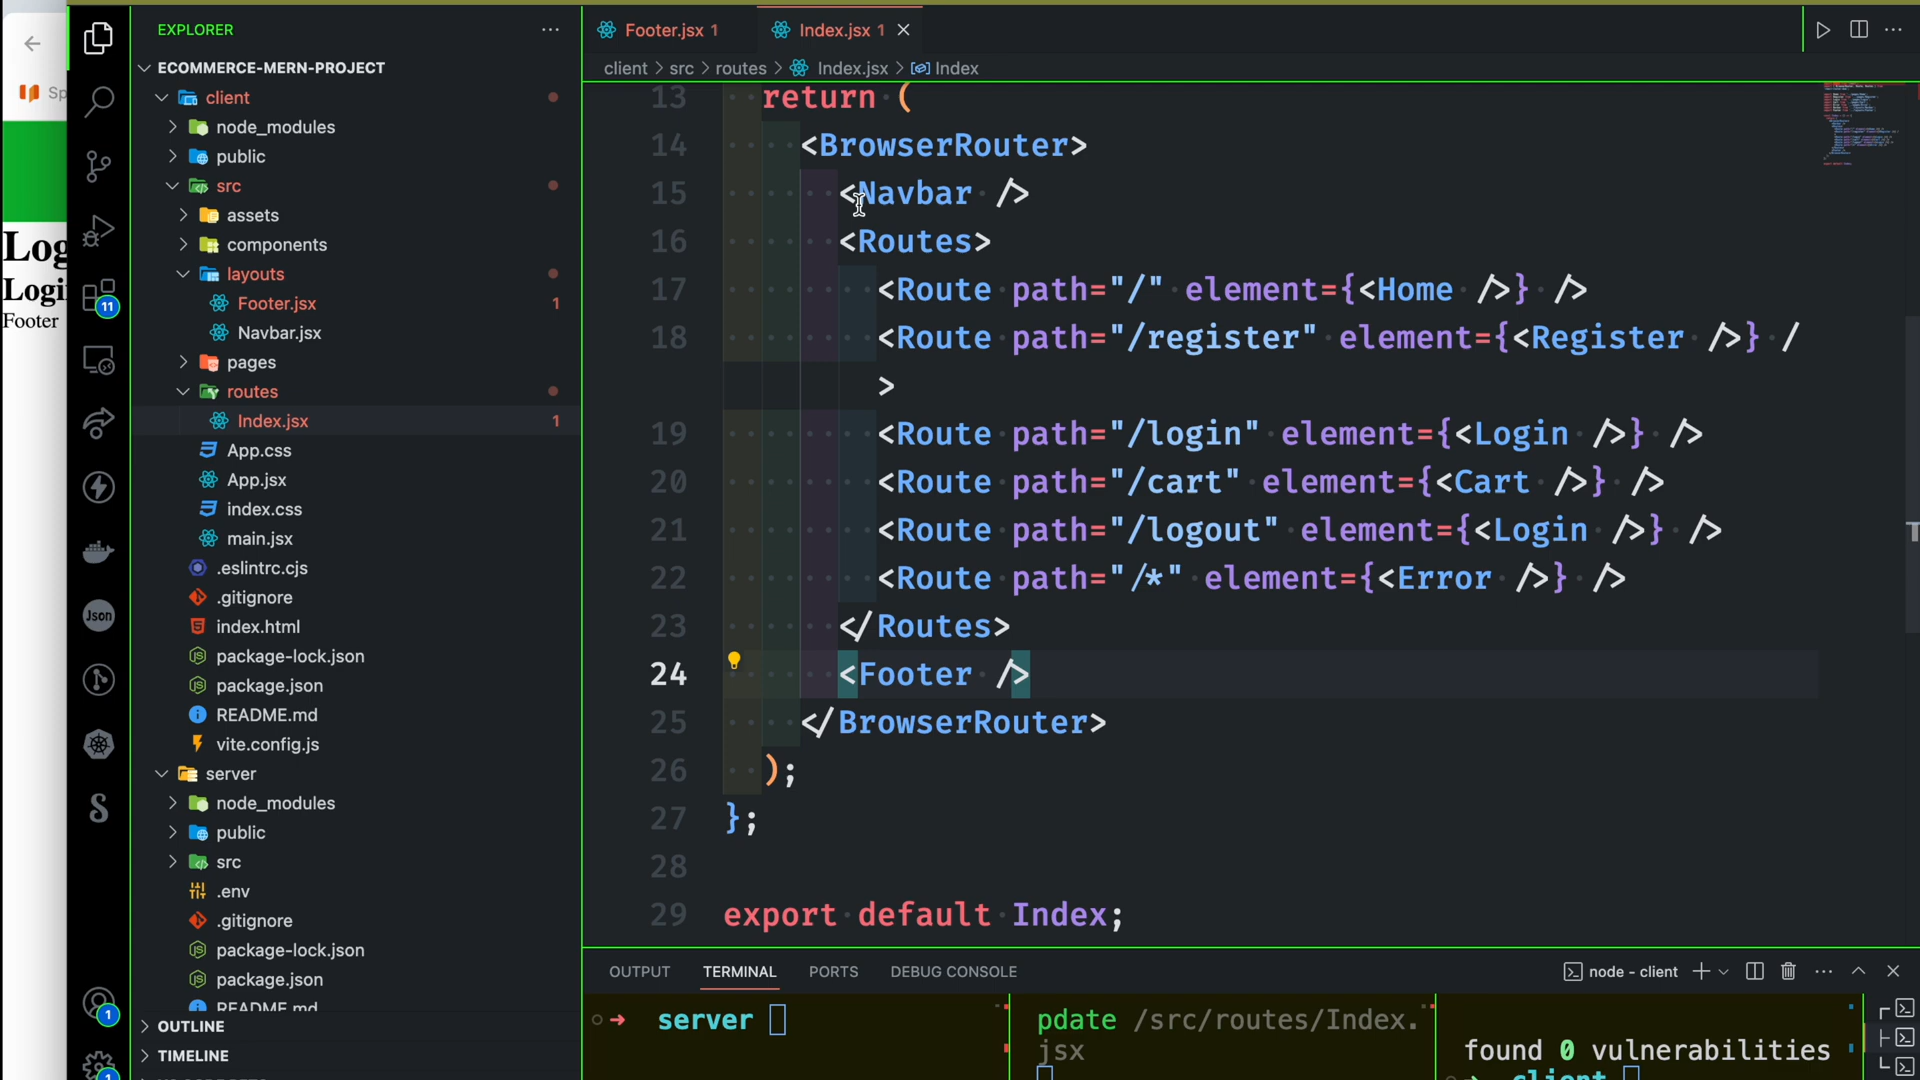 EXPLORER
ECOMMERCE-MERN-PROJECT
client
node_modules
public
src
assets
components
layouts
Footer.jsx 1
Navbar.jsx
pages
routes
Index.jsx 1
App.css
App.jsx
index.css
main.jsx
.eslintrc.cjs
.gitignore
index.html
package-lock.json
package.json
README.md
vite.config.js
server
node_modules
public
src
.env
.gitignore
package-lock.json
package.json
README.md
OUTLINE
TIMELINE
Sp
Log
Logi
Footer
11
Json
1
1
Footer.jsx 1
Index.jsx 1
client > src > routes > Index.jsx > Index
13 return (
14 <BrowserRouter>
15 <Navbar />
16 <Routes>
17 <Route path="/" element={<Home />} />
18 <Route path="/register" element={<Register />} /
>
19 <Route path="/login" element={<Login />} />
20 <Route path="/cart" element={<Cart />} />
21 <Route path="/logout" element={<Login />} />
22 <Route path="/*" element={<Error />} />
23 </Routes>
24 <Footer />
25 </BrowserRouter>
26 );
27 };
28
29 export default Index;
OUTPUT TERMINAL PORTS DEBUG CONSOLE
node - client
server
pdate /src/routes/Index.
jsx
found 0 vulnerabilities
client